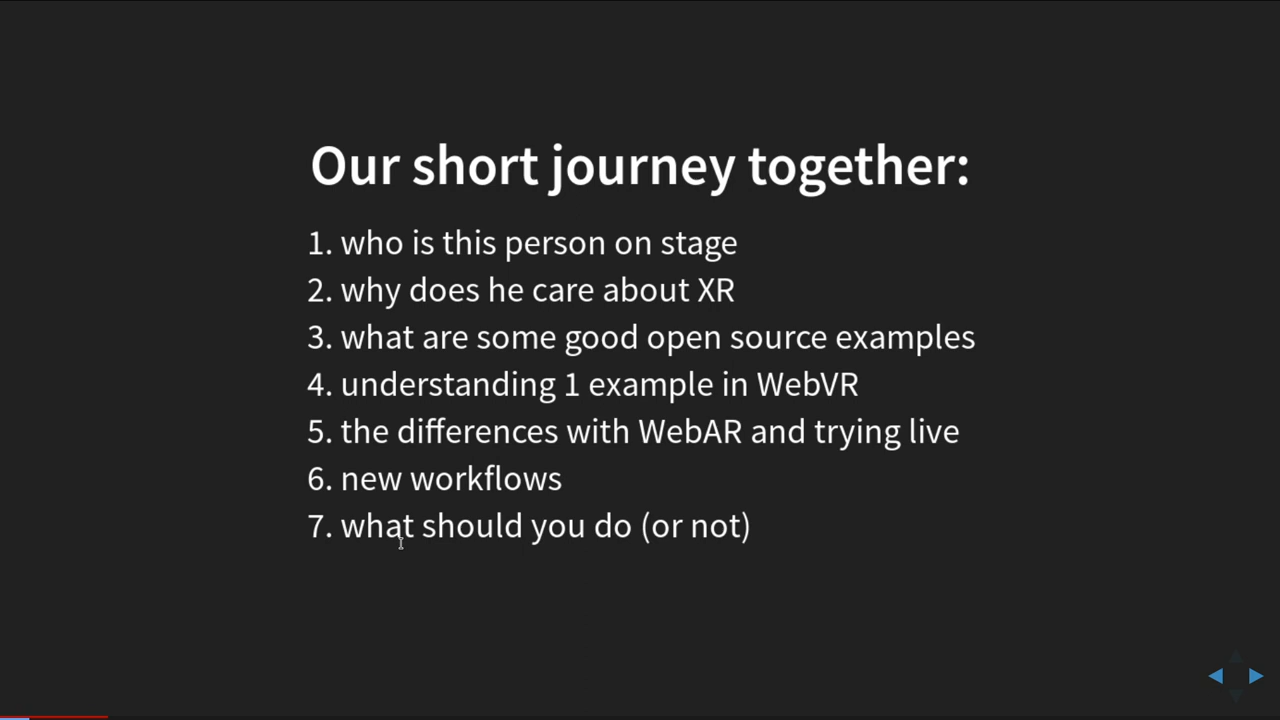 Our short journey together:
1. who is this person on stage
2. why does he care about XR
3. what are some good open source examples
4. understanding 1 example in WebVR
5. the differences with WebAR and trying live
6. new workflows
7. what should you do (or not)